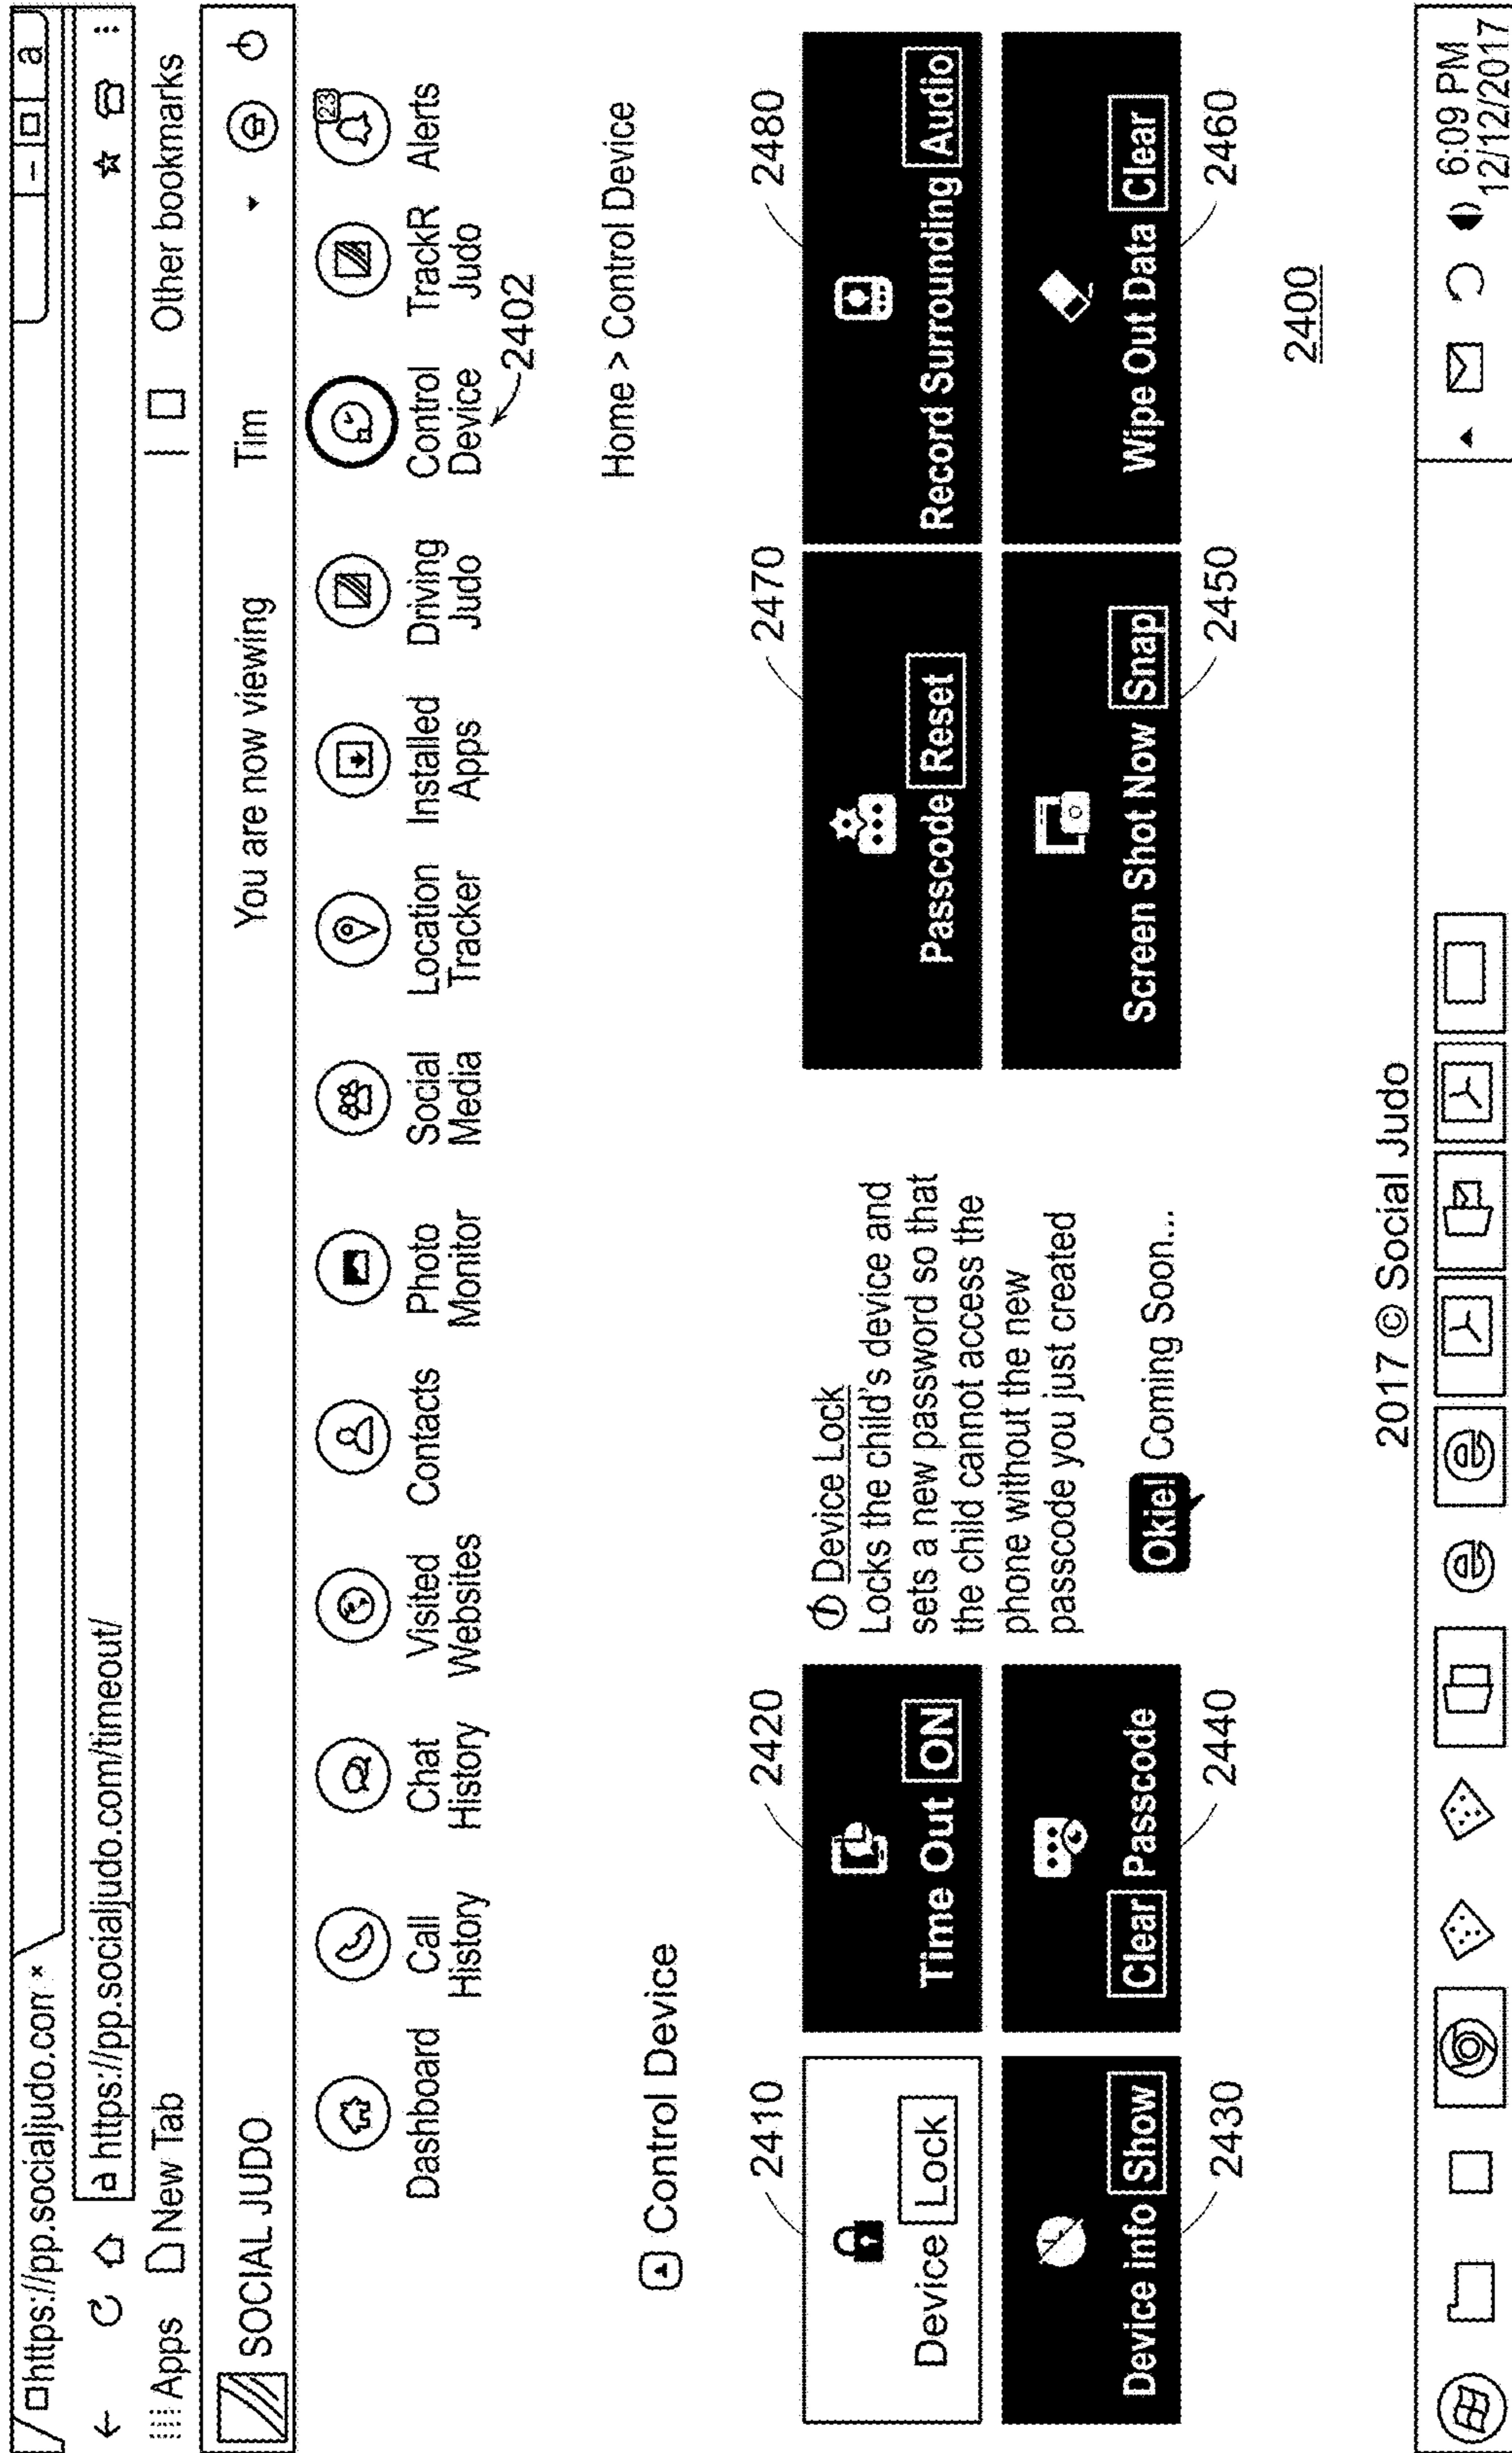 https://pp.socialjudo.com ×
a
https://pp.socialjudo.com/timeout/
Apps New Tab Other bookmarks
SOCIAL JUDO You are now viewing Tim
23
Dashboard Call History Chat History Visited Websites Contacts Photo Monitor Social Media Location Tracker Installed Apps Driving Judo Control Device TrackR Judo Alerts
2402
Control Device Home > Control Device
2410 2420 2470 2480
Device Lock
Time Out ON
Device Lock
Locks the child's device and
sets a new password so that
the child cannot access the
phone without the new
passcode you just created
Okie! Coming Soon...
Passcode Reset
Record Surrounding Audio
Device info Show
Clear Passcode
Screen Shot Now Snap
Wipe Out Data Clear
2430 2440 2450 2460
2400
2017 © Social Judo
6:09 PM
12/12/2017